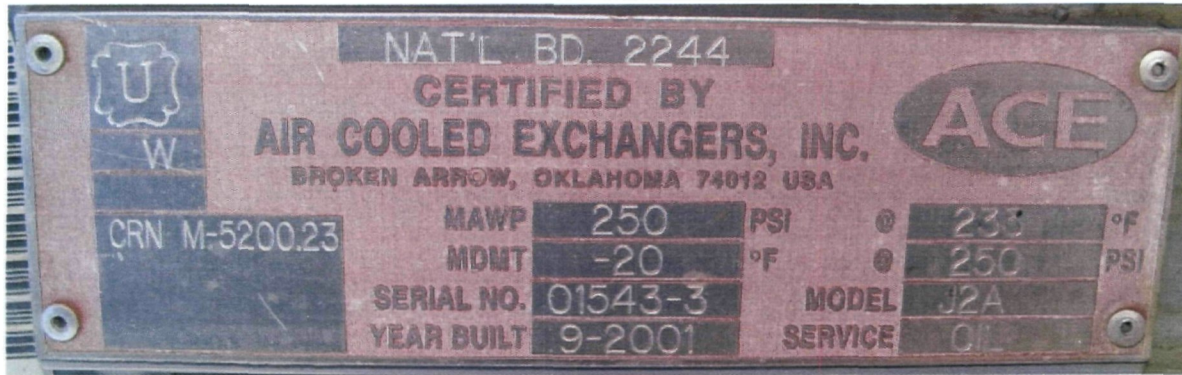 NAT'L BD. 2244
U
CERTIFIED BY
ACE
W
AIR COOLED EXCHANGERS, INC.
BROKEN ARROW, OKLAHOMA 74012 USA
CRN M-5200.23
MAWP 250 PSI @ 233 °F
MDMT -20 °F @ 250 PSI
SERIAL NO. 01543-3 MODEL J2A
YEAR BUILT 9-2001 SERVICE OIL